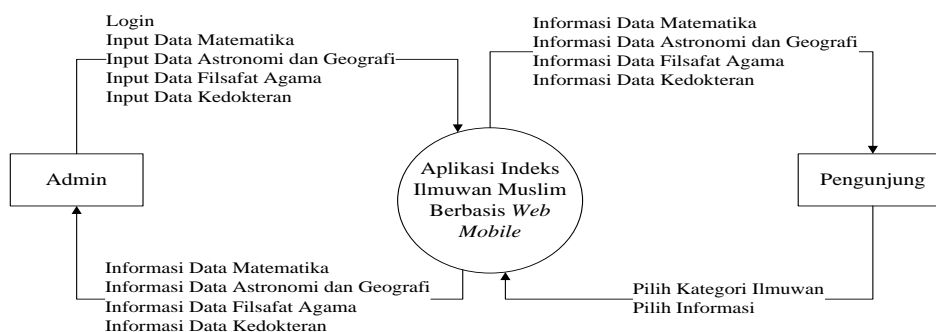 Login
Input Data Matematika
Input Data Astronomi dan Geografi
Input Data Filsafat Agama
Input Data Kedokteran
Informasi Data Matematika
Informasi Data Astronomi dan Geografi
Informasi Data Filsafat Agama
Informasi Data Kedokteran
Admin
Aplikasi Indeks
Ilmuwan Muslim
Berbasis Web
Mobile
Pengunjung
Informasi Data Matematika
Informasi Data Astronomi dan Geografi
Informasi Data Filsafat Agama
Informasi Data Kedokteran
Pilih Kategori Ilmuwan
Pilih Informasi